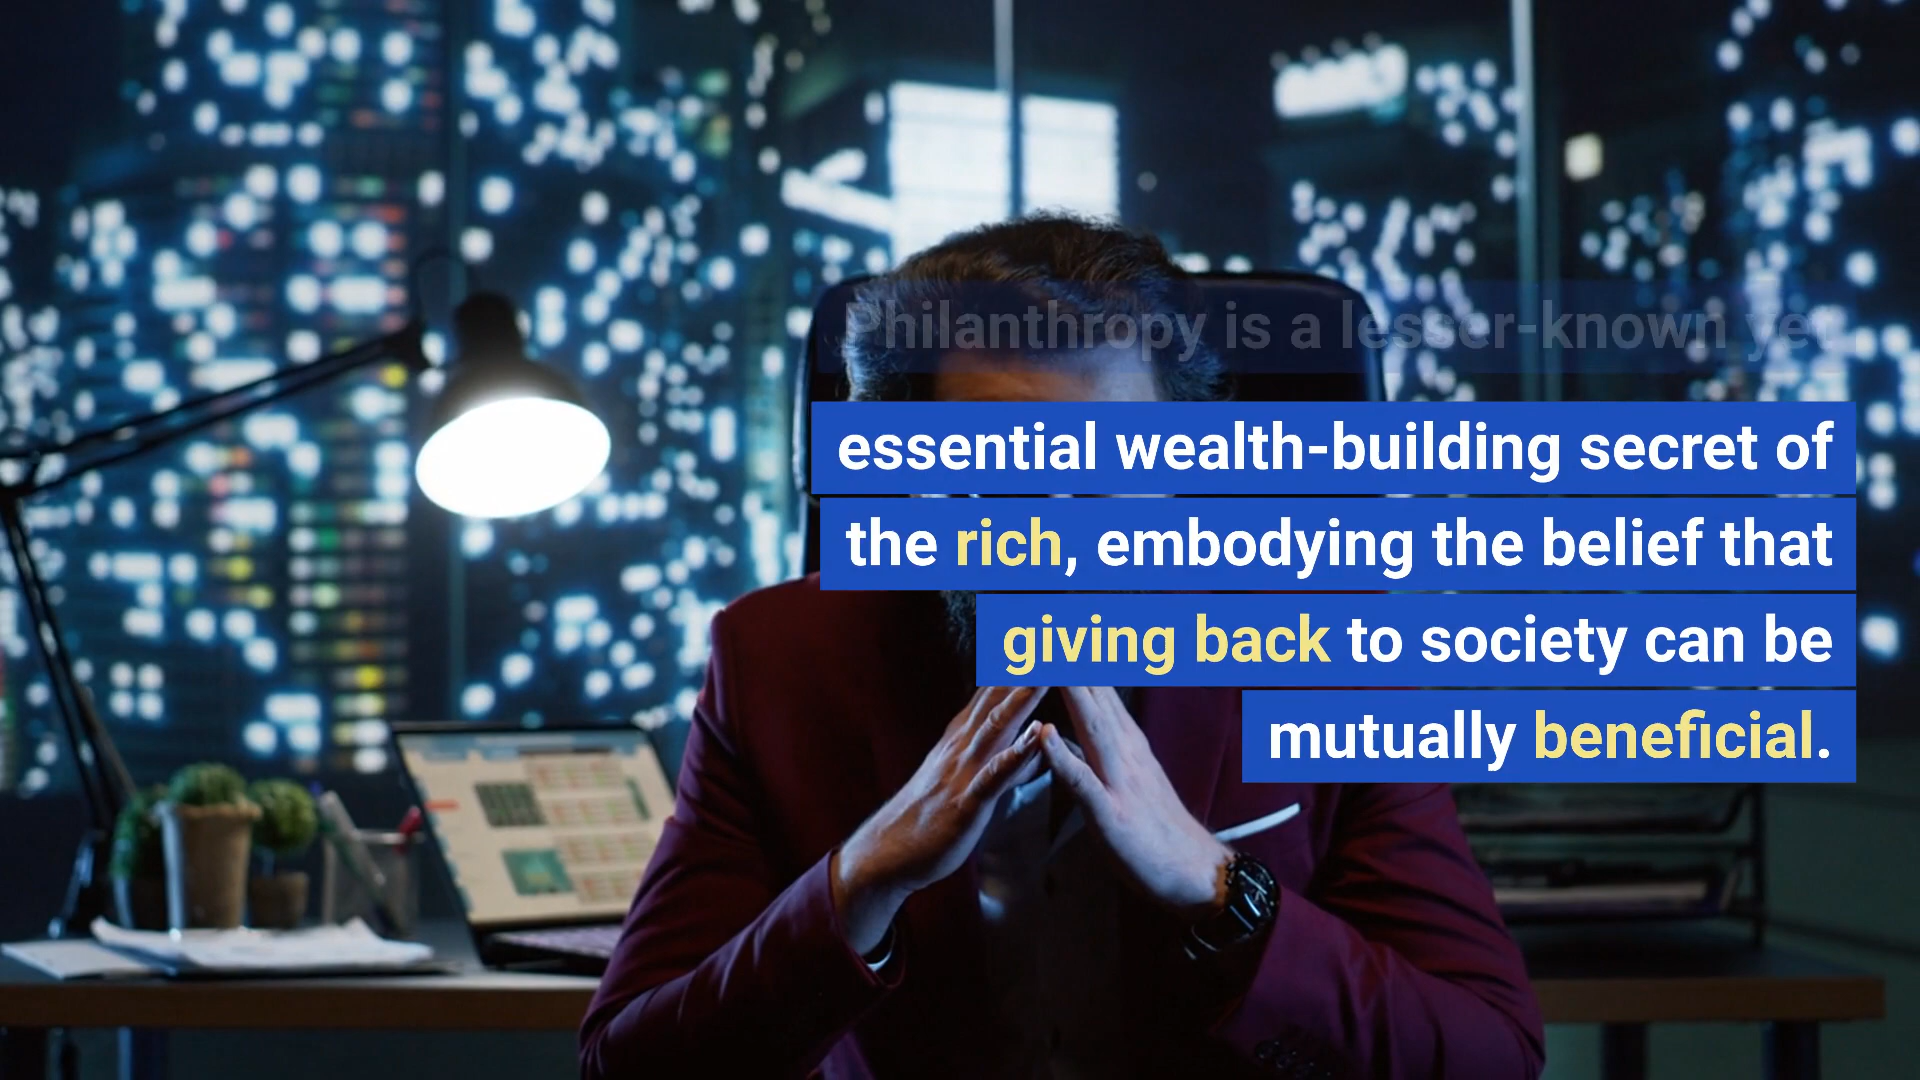 Philanthropy is a lesser-known yet
essential wealth-building secret of
the rich, embodying the belief that
giving back to society can be
mutually beneficial.